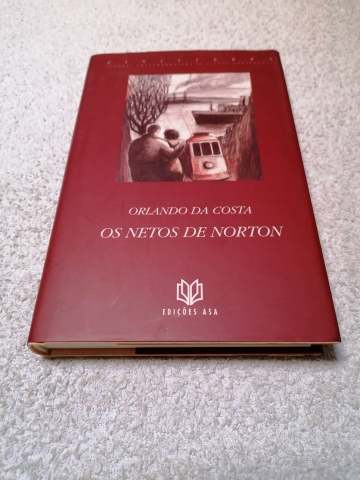 ORLANDO DA COSTA
OS NETOS DE NORTON
EDIÇÕES ASA